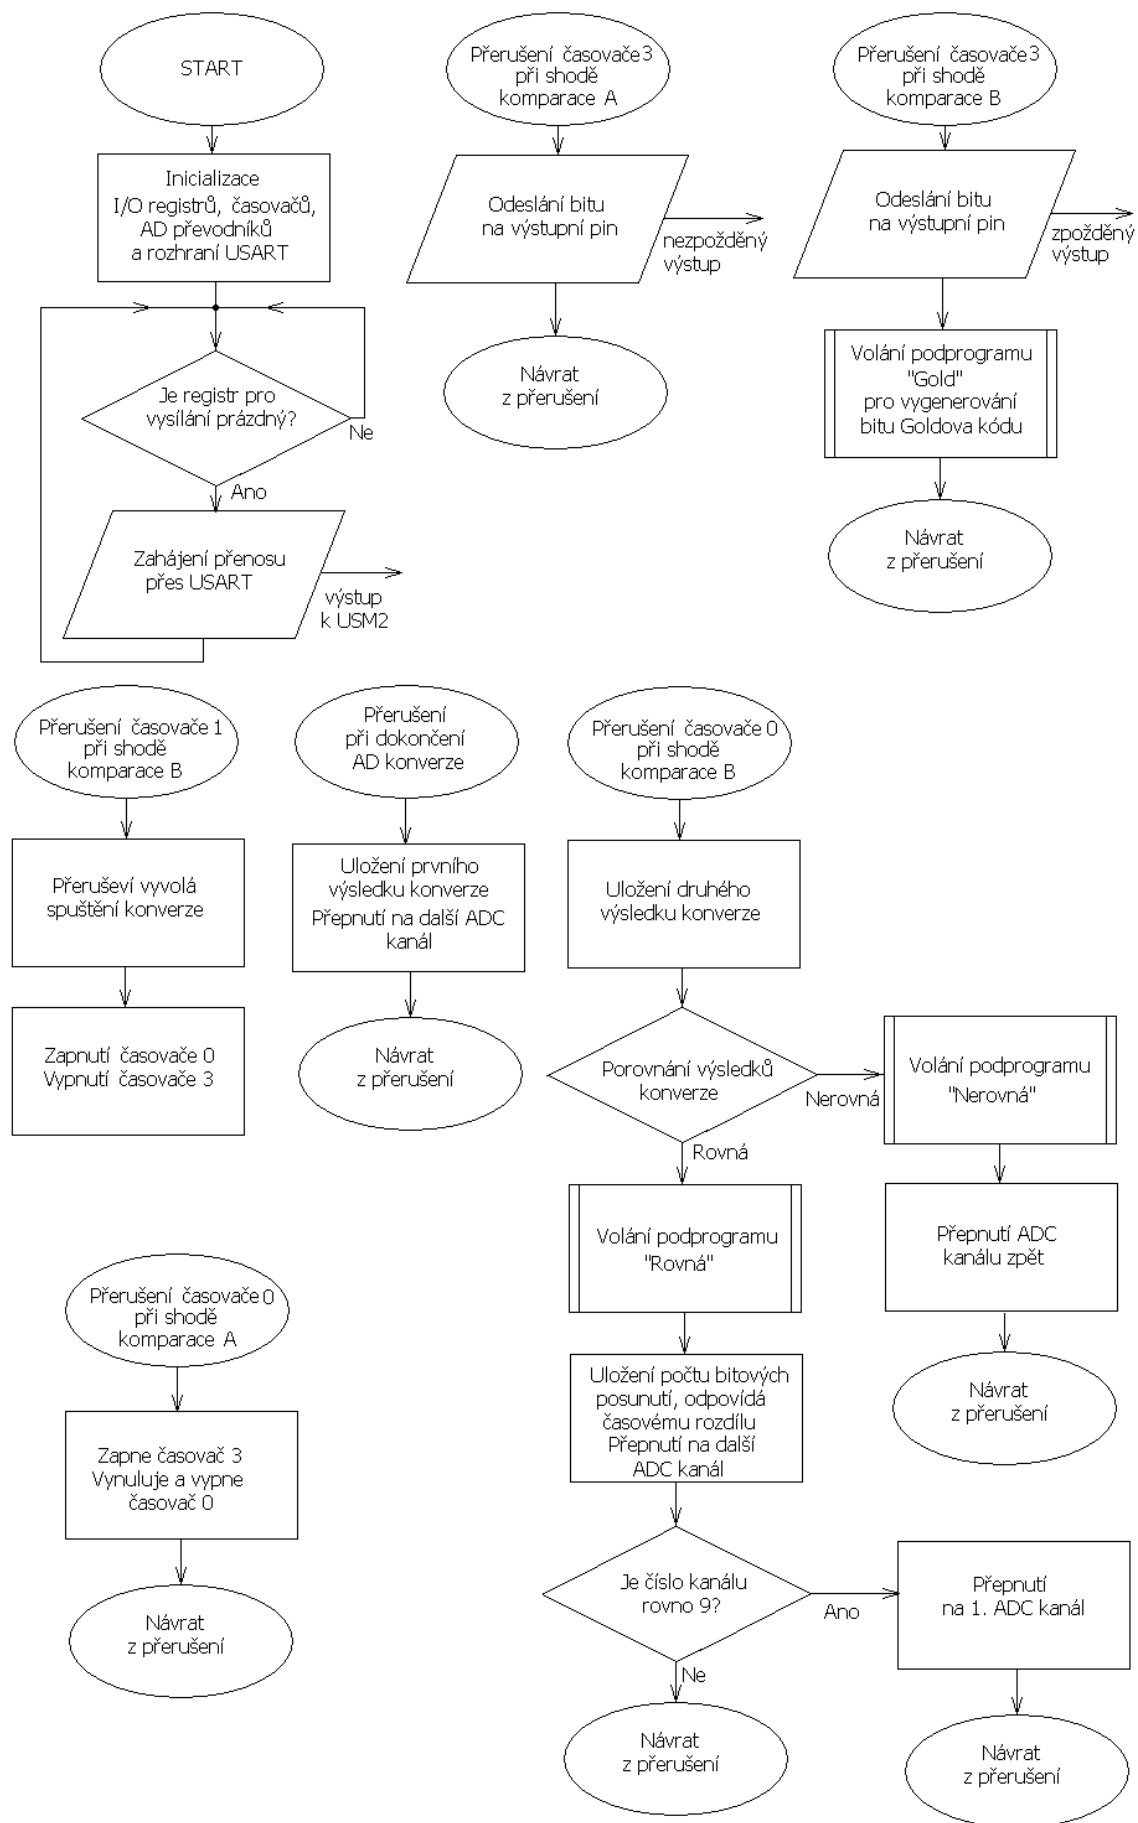 START
Inicializace
I/O registrů, časovačů,
AD převodníků
a rozhraní USART
Je registr pro
vysílání prázdný?
Ne
Ano
Zahájení přenosu
přes USART
výstup
k USM2
Přerušení časovače 3
při shodě
komparace A
Odeslání bitu
na výstupní pin
nezpožděný
výstup
Návrat
z přerušení
Přerušení časovače 3
při shodě
komparace B
Odeslání bitu
na výstupní pin
zpožděný
výstup
Volání podprogramu
"Gold"
pro vygenerování
bitu Goldova kódu
Návrat
z přerušení
Přerušení časovače 1
při shodě
komparace B
Přeruševí vyvolá
spuštění konverze
Zapnutí časovače 0
Vypnutí časovače 3
Přerušení
při dokončení
AD konverze
Uložení prvního
výsledku konverze
Přepnutí na další ADC
kanál
Návrat
z přerušení
Přerušení časovače 0
při shodě
komparace B
Uložení druhého
výsledku konverze
Porovnání výsledků
konverze
Nerovná
Rovná
Volání podprogramu
"Nerovná"
Přepnutí ADC
kanálu zpět
Návrat
z přerušení
Volání podprogramu
"Rovná"
Uložení počtu bitových
posunutí, odpovídá
časovému rozdílu
Přepnutí na další
ADC kanál
Je číslo kanálu
rovno 9?
Ano
Ne
Přepnutí
na 1. ADC kanál
Návrat
z přerušení
Návrat
z přerušení
Přerušení časovače 0
při shodě
komparace A
Zapne časovač 3
Vynuluje a vypne
časovač 0
Návrat
z přerušení